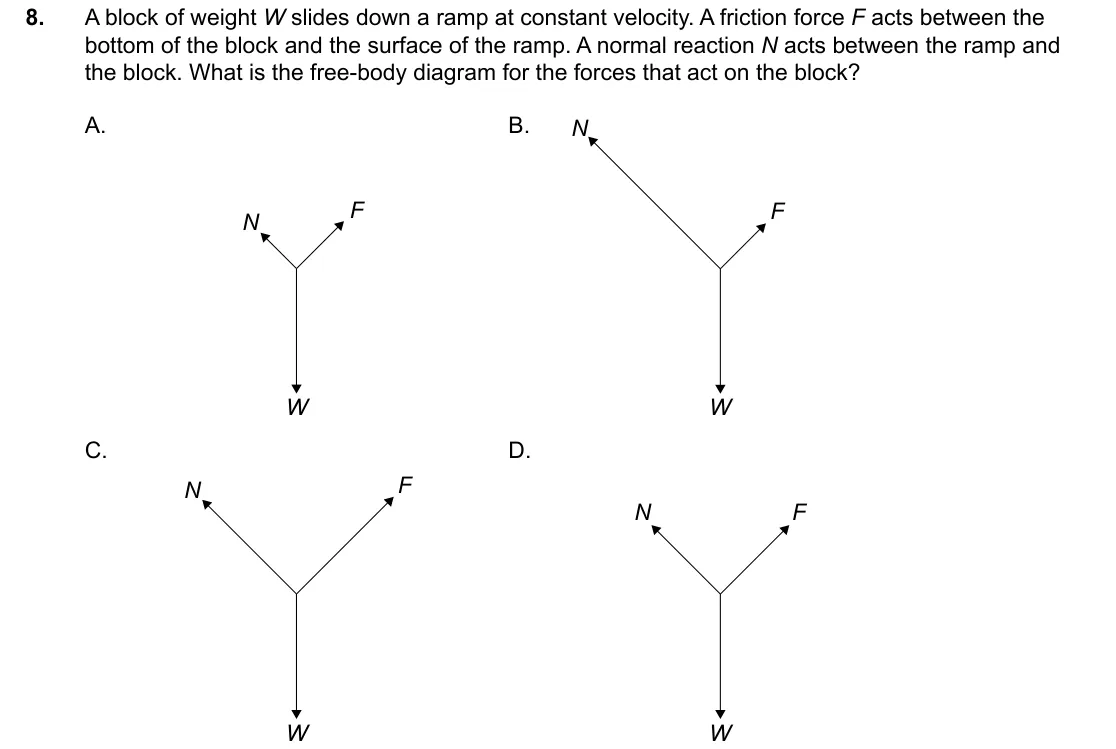 8. A block of weight W slides down a ramp at constant velocity. A friction force F acts between the
bottom of the block and the surface of the ramp. A normal reaction N acts between the ramp and
the block. What is the free-body diagram for the forces that act on the block?
A.
N
F
W
B.
N
F
W
C.
N
F
W
D.
N
F
W